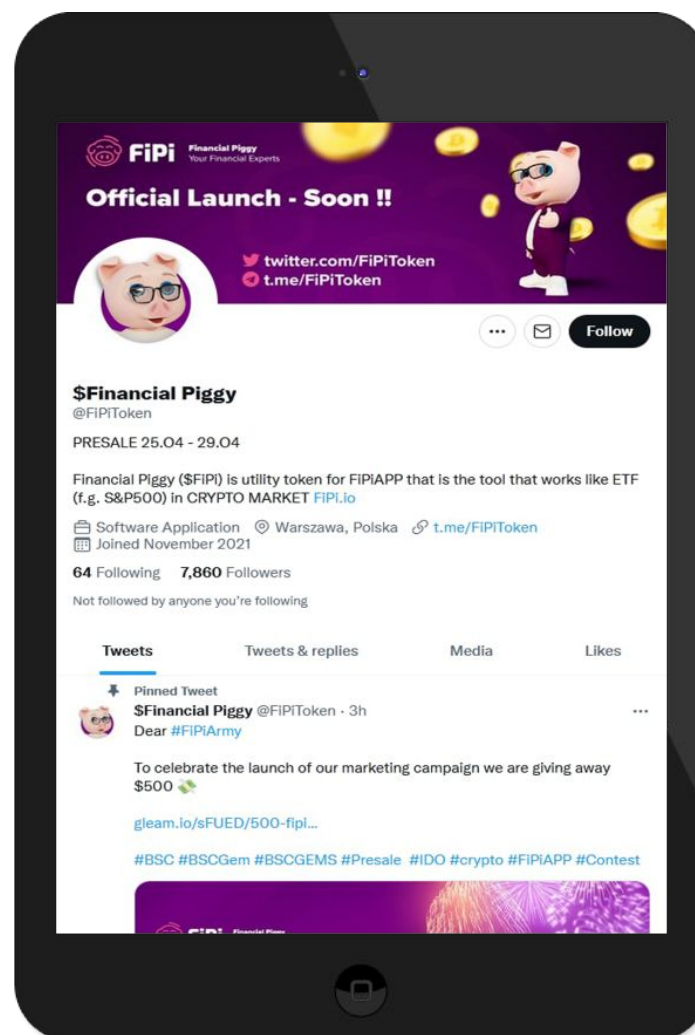 FiPi Financial Piggy
Your Financial Experts
Official Launch - Soon !!
twitter.com/FiPiToken
t.me/FiPiToken
Follow
$Financial Piggy
@FiPiToken
PRESALE 25.O4 - 29.O4
Financial Piggy ($FiPi) is utility token for FiPiAPP that is the tool that works like ETF
(f.g. S&P500) in CRYPTO MARKET FiPi.io
Software Application Warszawa, Polska t.me/FiPiToken
Joined November 2021
64 Following 7,860 Followers
Not followed by anyone you're following
Tweets Tweets & replies Media Likes
Pinned Tweet
$Financial Piggy @FiPiToken · 3h
Dear #FiPiArmy
To celebrate the launch of our marketing campaign we are giving away
$500
gleam.io/sFUED/500-fipi...
#BSC #BSCGem #BSCGEMS #Presale #IDO #crypto #FiPiAPP #Contest
FiPi Financial Piggy